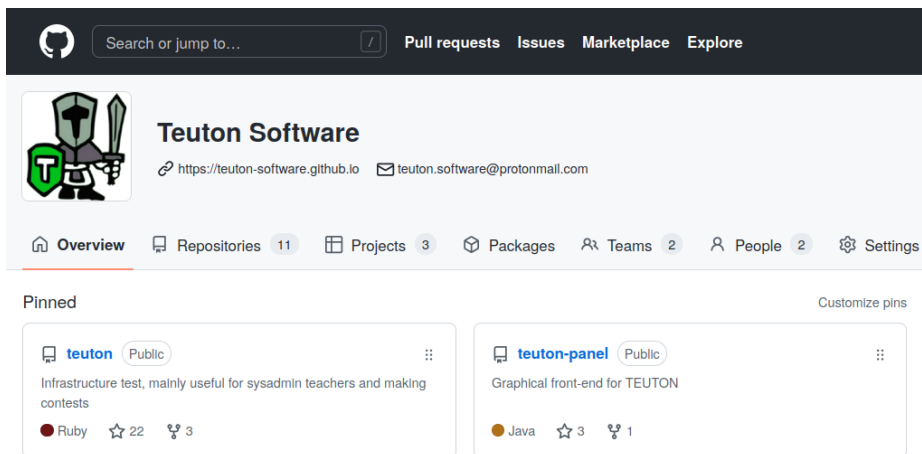 Search or jump to… / Pull requests Issues Marketplace Explore
Teuton Software
https://teuton-software.github.io teuton.software@protonmail.com
Overview Repositories 11 Projects 3 Packages Teams 2 People 2 Settings
Pinned Customize pins
teuton Public
Infrastructure test, mainly useful for sysadmin teachers and making
contests
Ruby 22 3
teuton-panel Public
Graphical front-end for TEUTON
Java 3 1
T